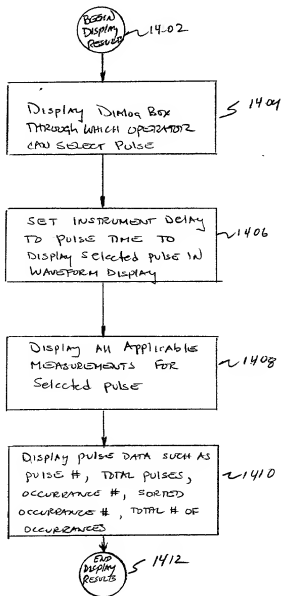 BEGIN
DISPLAY
RESULTS
1402
DISPLAY DIALOG BOX
THROUGH WHICH OPERATOR
CAN SELECT PULSE
1404
SET INSTRUMENT DELAY
TO PULSE TIME TO
DISPLAY SELECTED PULSE IN
WAVEFORM DISPLAY
1406
DISPLAY All Applicable
MEASUREMENTS FOR
Selected pulse
1408
DISPLAY PULSE DATA SUCH AS
PULSE #, TOTAL PULSES,
OCCURRANCE #, SORTED
OCCURRANCE #, TOTAL # OF
OCCURRANCES
1410
END
DISPLAY
RESULTS
1412